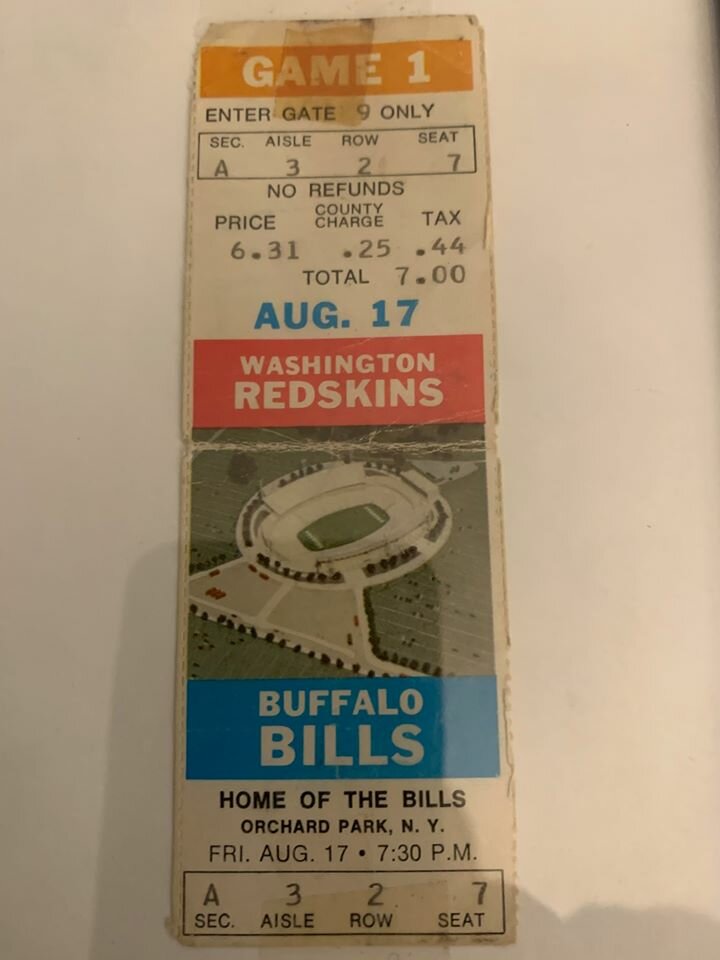 GAME 1
ENTER GATE 9 ONLY
SEC. AISLE ROW SEAT
A 3 2 7
NO REFUNDS
PRICE COUNTY CHARGE TAX
6.31 .25 .44
TOTAL 7.00
AUG. 17
WASHINGTON
REDSKINS
BUFFALO
BILLS
HOME OF THE BILLS
ORCHARD PARK, N. Y.
FRI. AUG. 17 • 7:30 P.M.
A 3 2 7
SEC. AISLE ROW SEAT